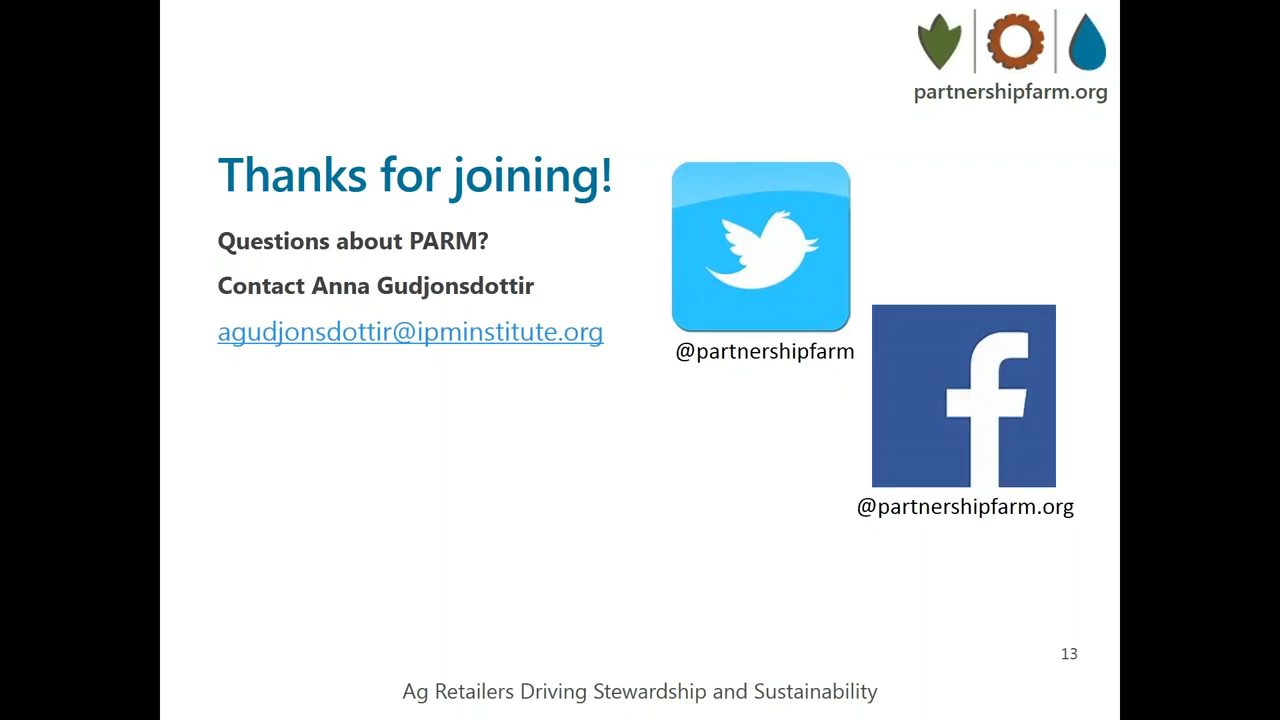 partnershipfarm.org
Thanks for joining!
Questions about PARM?
Contact Anna Gudjonsdottir
agudjonsdottir@ipminstitute.org
@partnershipfarm
@partnershipfarm.org
13
Ag Retailers Driving Stewardship and Sustainability